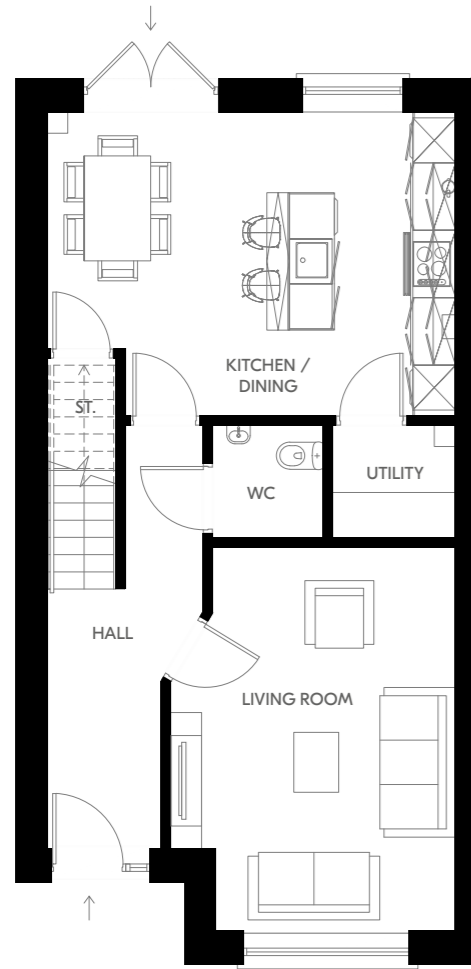 KITCHEN /
DINING
ST.
UTILITY
WC
HALL
LIVING ROOM